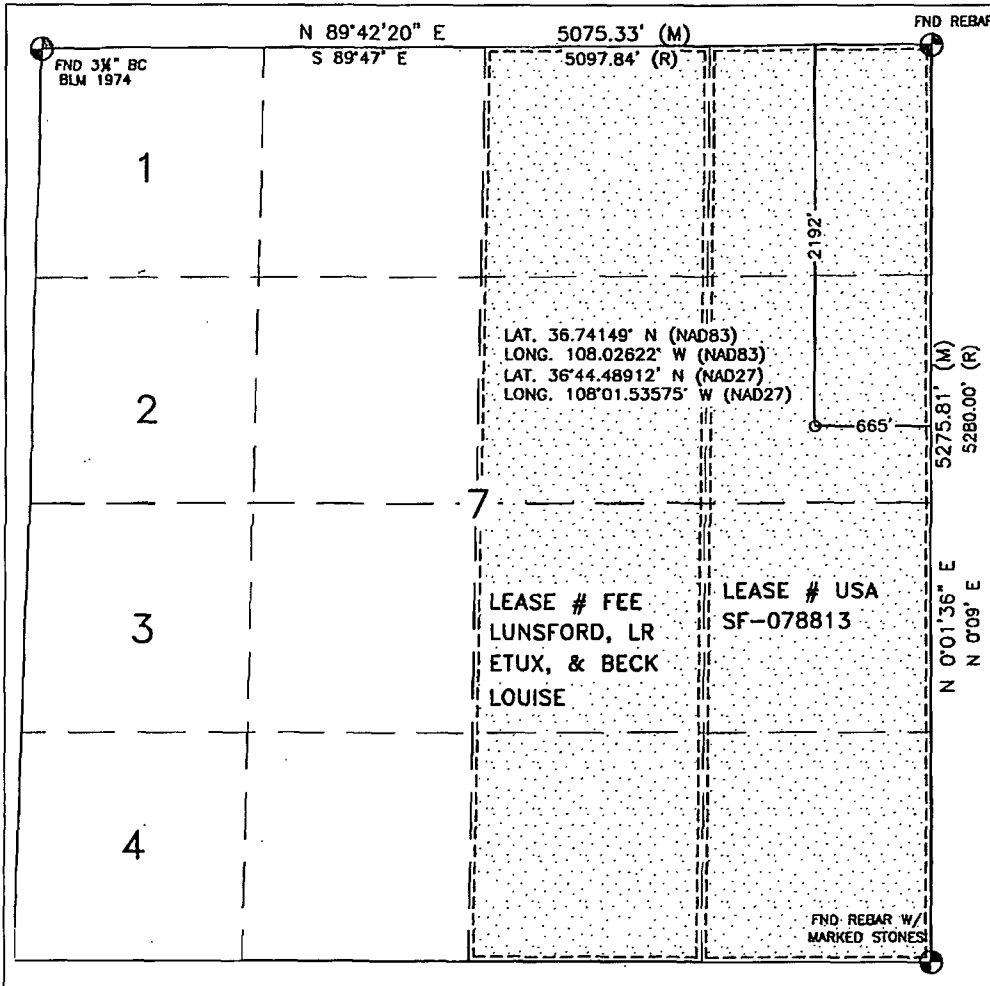 N 89°42'20" E 5075.33' (M)
S 89°47' E 5097.84' (R)
FND REBAR
FND 3¼" BC
BLM 1974
1
2192'
LAT. 36.74149° N (NAD83)
LONG. 108.02622° W (NAD83)
LAT. 36°44.48912' N (NAD27)
LONG. 108°01.53575' W (NAD27)
2
665'
5275.81' (M)
5280.00' (R)
7
N 0°01'36" E
N 0°09' E
LEASE # FEE
LUNSFORD, LR
ETUX, & BECK
LOUISE
LEASE # USA
SF-078813
3
4
FND REBAR W/
MARKED STONES